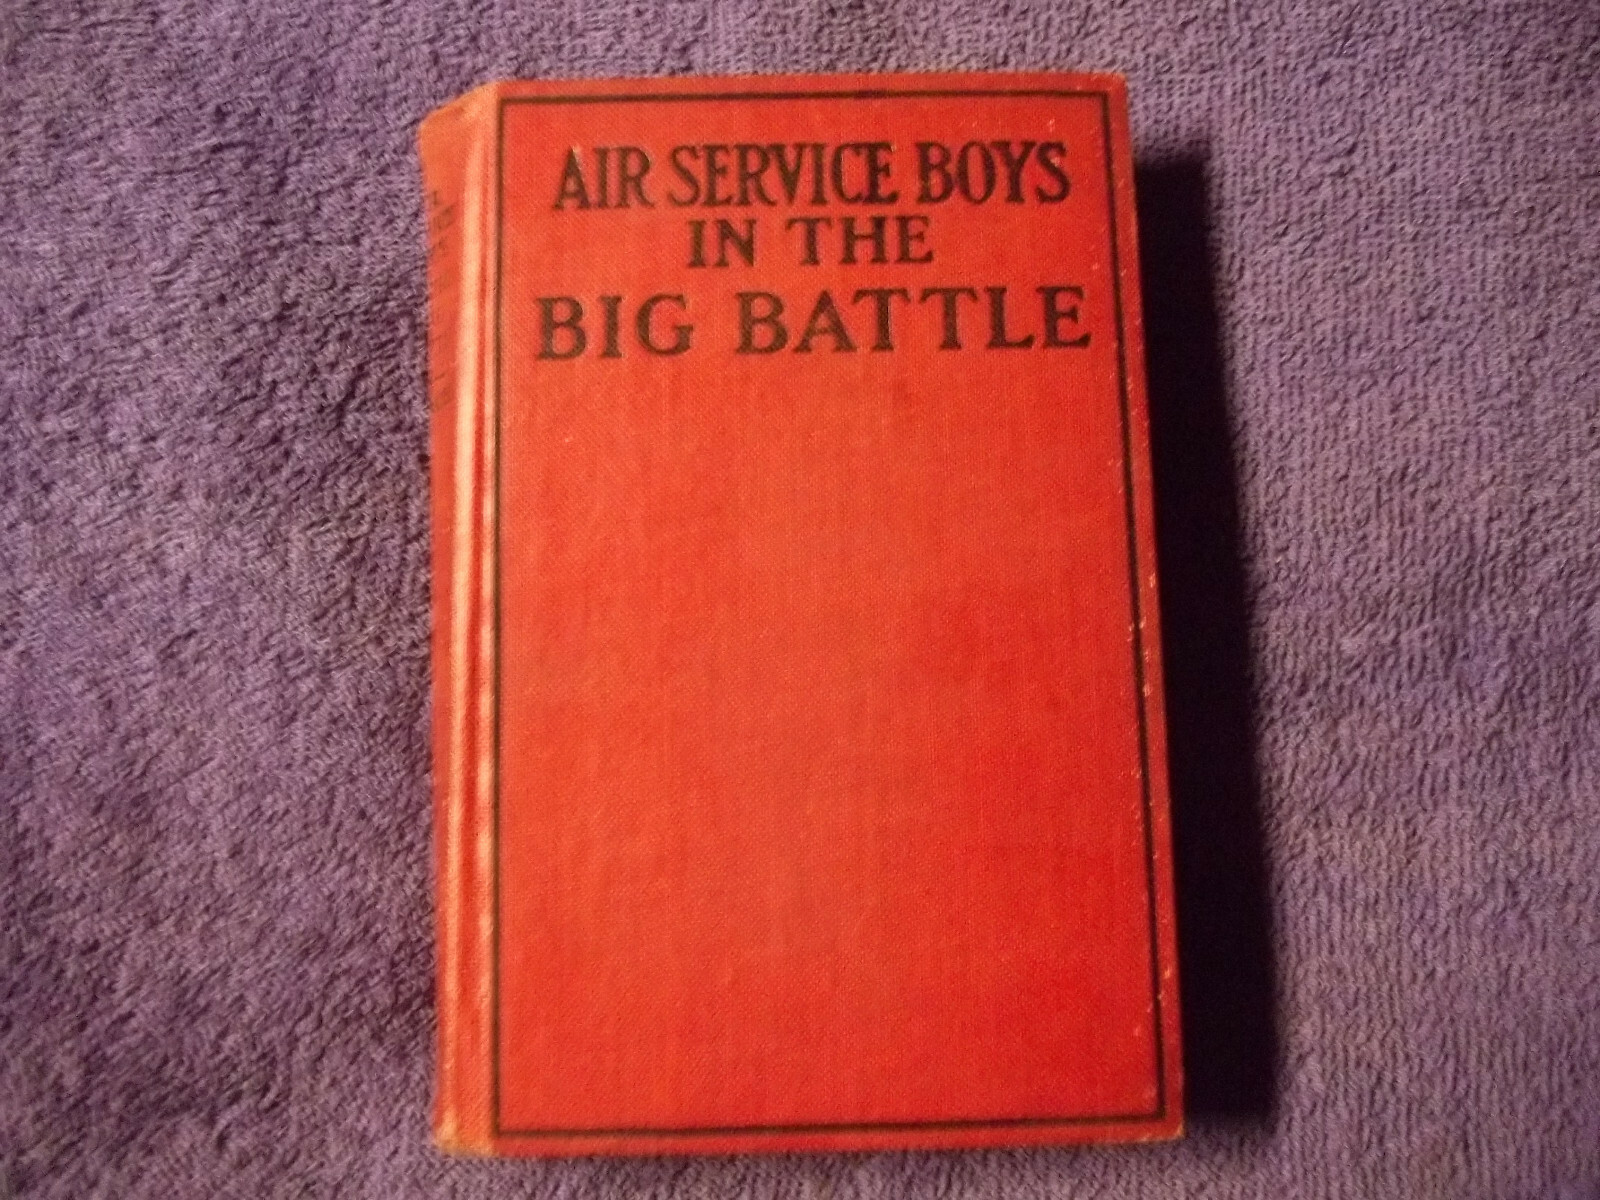 AIR SERVICE BOYS
IN THE
BIG BATTLE